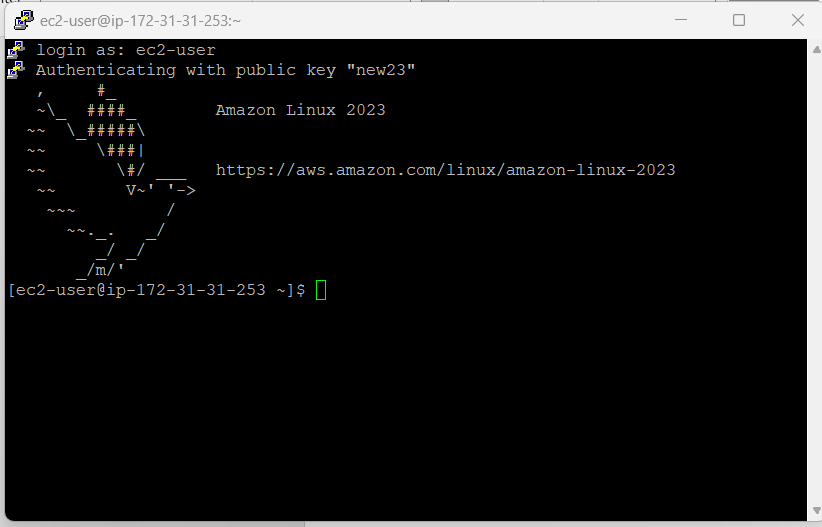 ec2-user@ip-172-31-31-253:~
login as: ec2-user
Authenticating with public key "new23"
   ,     #_
   ~\_  ####_        Amazon Linux 2023
  ~~  \_#####\
  ~~     \###|
  ~~       \#/ ___   https://aws.amazon.com/linux/amazon-linux-2023
   ~~       V~' '->
    ~~~         /
      ~~._.   _/
         _/ _/
       _/m/'
[ec2-user@ip-172-31-31-253 ~]$